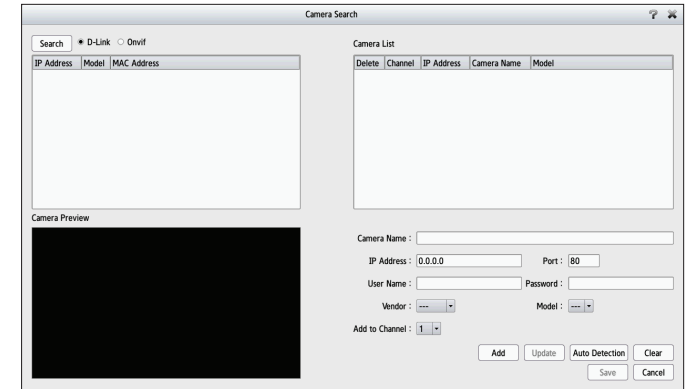 Camera Search
Search D-Link Onvif
IP Address Model MAC Address
Camera List
Delete Channel IP Address Camera Name Model
Camera Preview
Camera Name :
IP Address : 0.0.0.0 Port : 80
User Name : Password :
Vendor : --- Model : ---
Add to Channel : 1
Add Update Auto Detection Clear
Save Cancel